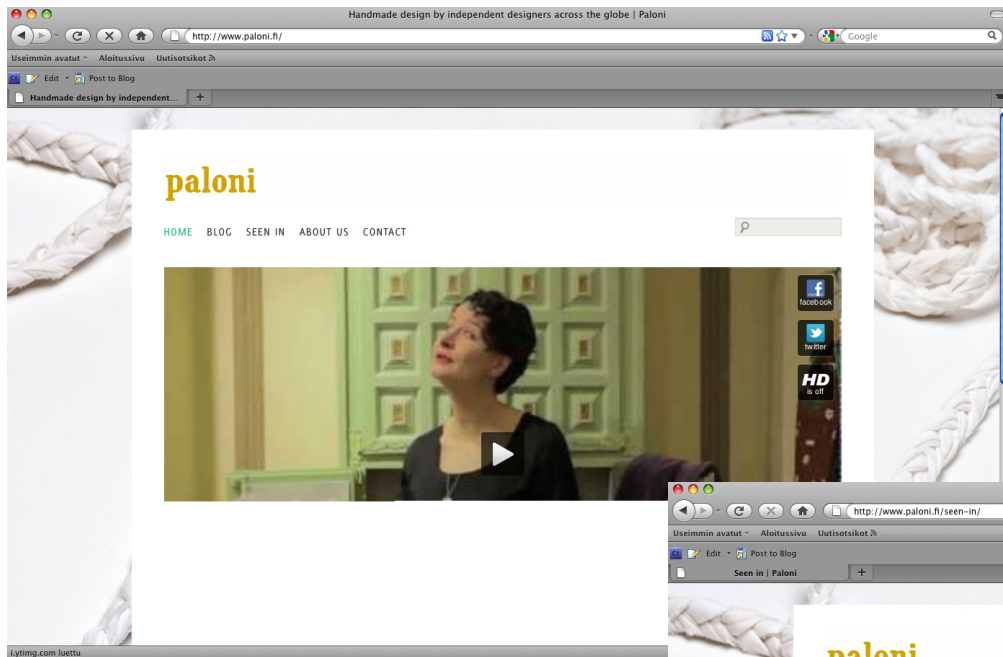 Handmade design by independent designers across the globe | Paloni
http://www.paloni.fi/
Google
Useimmin avatut Aloitussivu Uutisotsikot
CE Edit Post to Blog
Handmade design by independent... +
paloni
HOME BLOG SEEN IN ABOUT US CONTACT
facebook
twitter
HD
is off
i.ytimg.com luettu
http://www.paloni.fi/seen-in/
Useimmin avatut Aloitussivu Uutisotsikot
CE Edit Post to Blog
Seen in | Paloni +
paloni